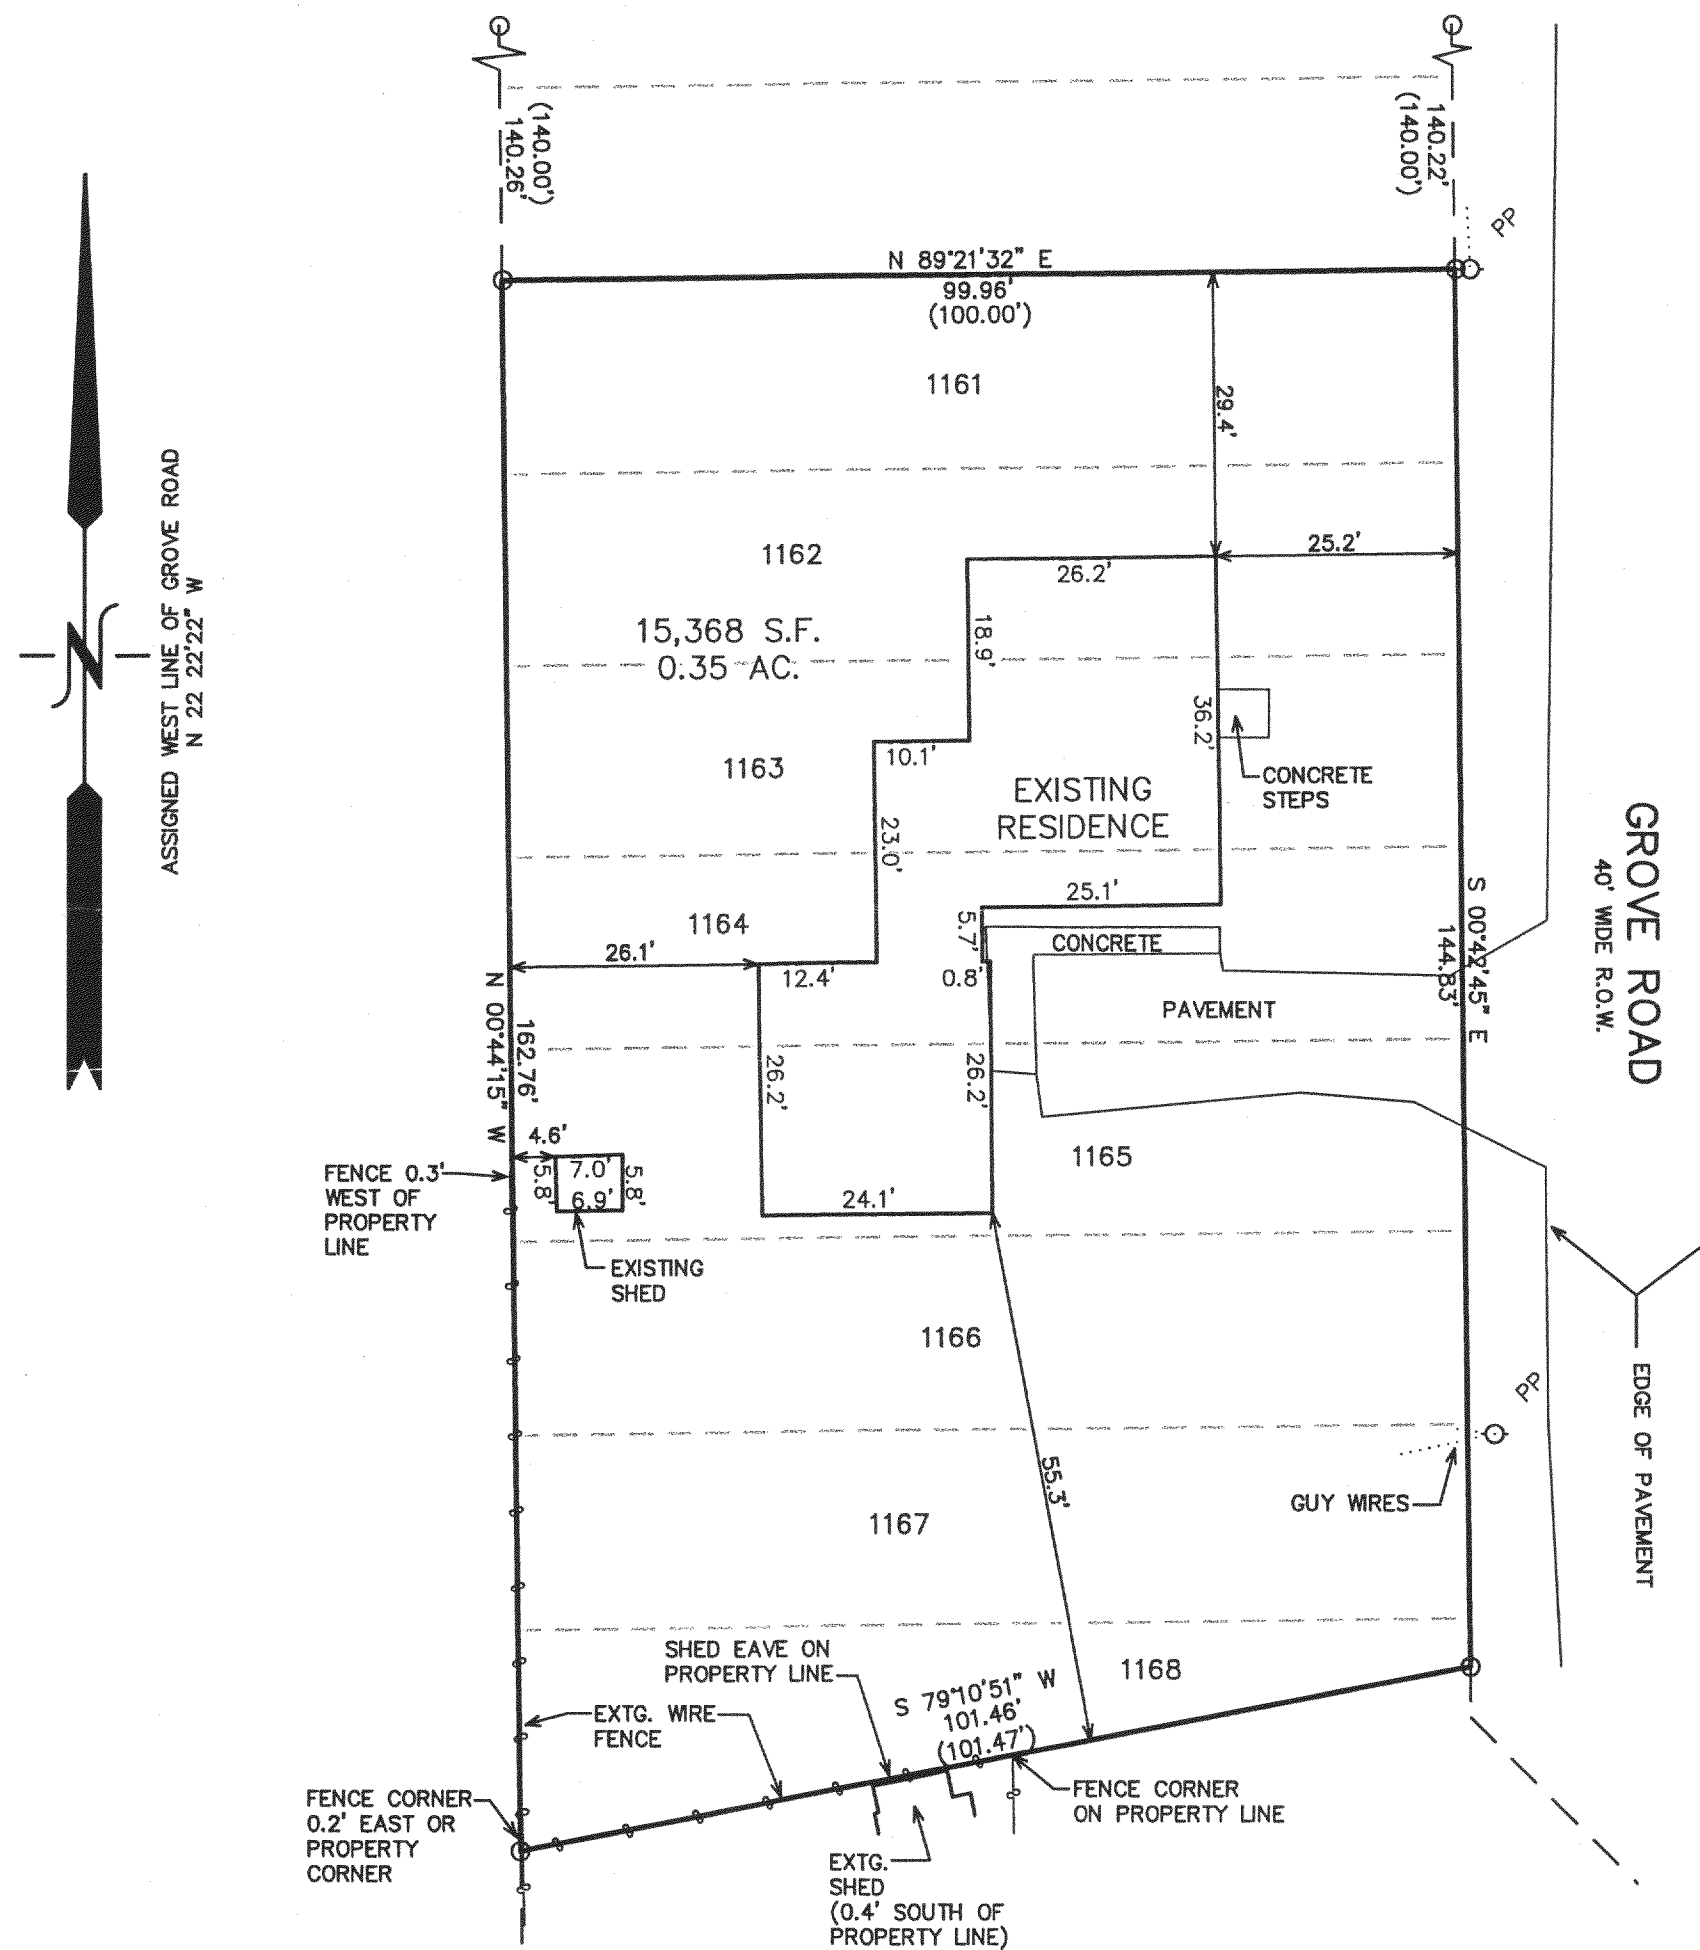 (140.00')
140.26'
140.22'
(140.00')
PP
N 89°21'32" E
99.96'
(100.00')
1161
29.4'
ASSIGNED WEST LINE OF GROVE ROAD
N 22 22'22" W
N
1162
26.2'
25.2'
15,368 S.F.
0.35 AC.
18.9'
36.2'
CONCRETE
STEPS
1163
10.1'
EXISTING
RESIDENCE
23.0'
GROVE ROAD
40' WIDE R.O.W.
S 00°42'45" E
144.83'
25.1'
1164
5.7'
CONCRETE
26.1'
12.4'
0.8'
PAVEMENT
N 00°44'15" W
162.76'
26.2'
26.2'
4.6'
7.0'
5.8'
5.8'
6.9'
1165
FENCE 0.3'
WEST OF
PROPERTY
LINE
24.1'
EXISTING
SHED
1166
EDGE OF PAVEMENT
PP
55.3'
GUY WIRES
1167
SHED EAVE ON
PROPERTY LINE
1168
S 79°10'51" W
101.46'
(101.47')
EXTG. WIRE
FENCE
FENCE CORNER
0.2' EAST OR
PROPERTY
CORNER
FENCE CORNER
ON PROPERTY LINE
EXTG.
SHED
(0.4' SOUTH OF
PROPERTY LINE)